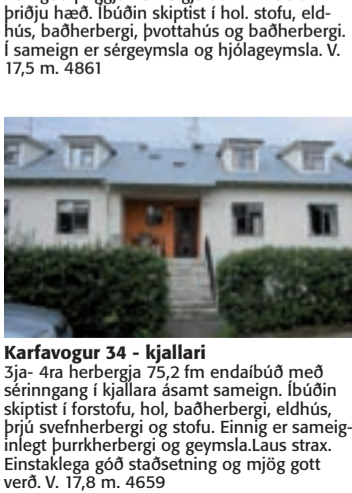 þriðju hæð. Íbúðin skiptist í hol. stofu, eld-
hús, baðherbergi, þvottahús og baðherbergi.
Í sameign er sérgeymsla og hjólageymsla. V.
17,5 m. 4861
Karfavogur 34 - kjallari
3ja- 4ra herbergja 75,2 fm endaíbúð með
sérinngang í kjallara ásamt sameign. Íbúðin
skiptist í forstofu, hol, baðherbergi, eldhús,
þrjú svefnherbergi og stofu. Einnig er sameig-
inlegt þurrkherbergi og geymsla.Laus strax.
Einstaklega góð staðsetning og mjög gott
verð. V. 17,8 m. 4659